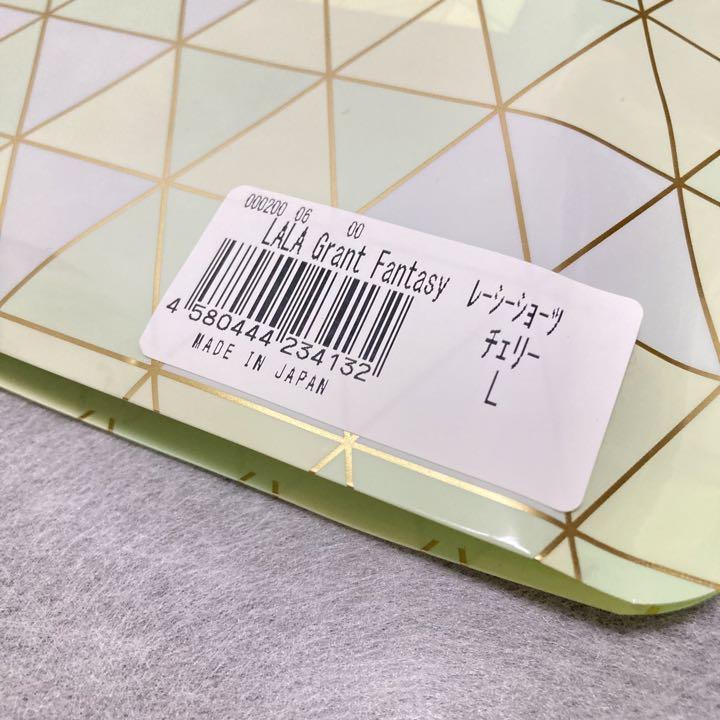 000200 06 00
LALA Grant Fantasy ﾚｰｼｰｼｮｰﾂ
ﾁｪﾘｰ
L
4 580444 234132
MADE IN JAPAN